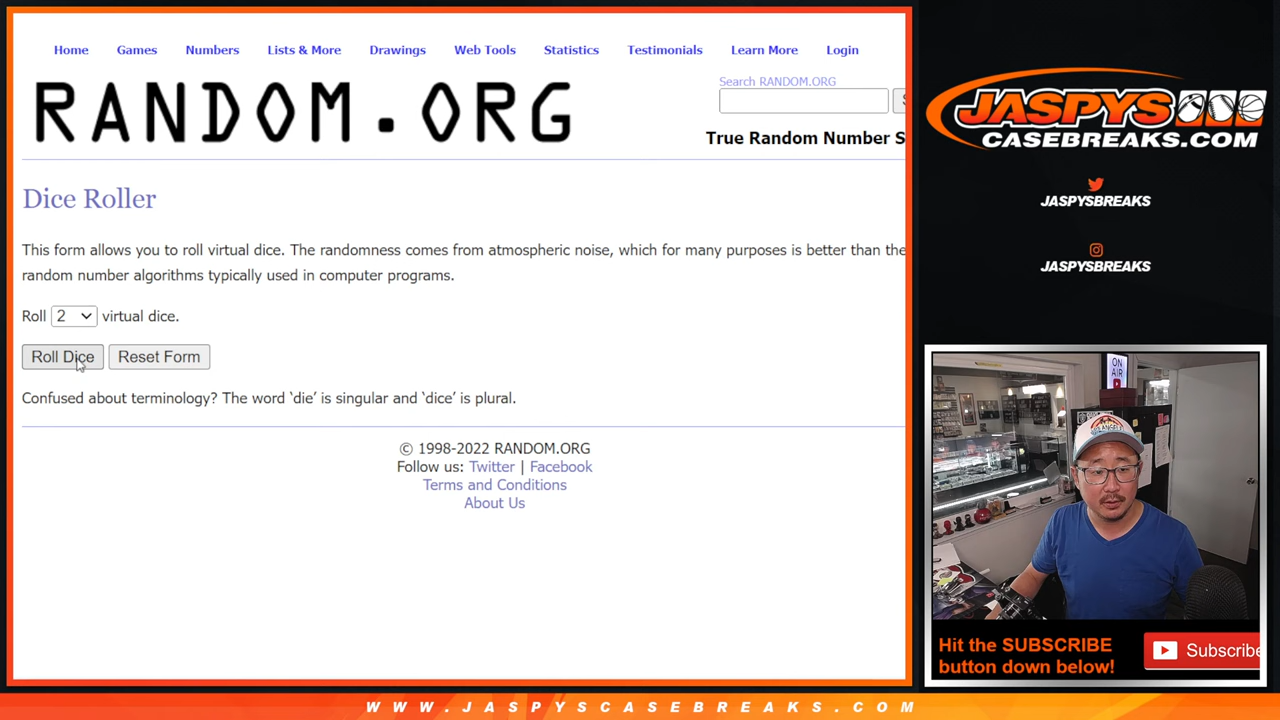 Home Games Numbers Lists & More Drawings Web Tools Statistics Testimonials Learn More Login
RANDOM.ORG
Search RANDOM.ORG
S
True Random Number S
Dice Roller
This form allows you to roll virtual dice. The randomness comes from atmospheric noise, which for many purposes is better than the
random number algorithms typically used in computer programs.
Roll 2 virtual dice.
Roll Dice Reset Form
Confused about terminology? The word ‘die’ is singular and ‘dice’ is plural.
© 1998-2022 RANDOM.ORG
Follow us: Twitter | Facebook
Terms and Conditions
About Us
JASPYS
CASEBREAKS.COM
JASPYSBREAKS
JASPYSBREAKS
ON
AIR
Hit the SUBSCRIBE
button down below!
Subscribe
WWW.JASPYSCASEBREAKS.COM